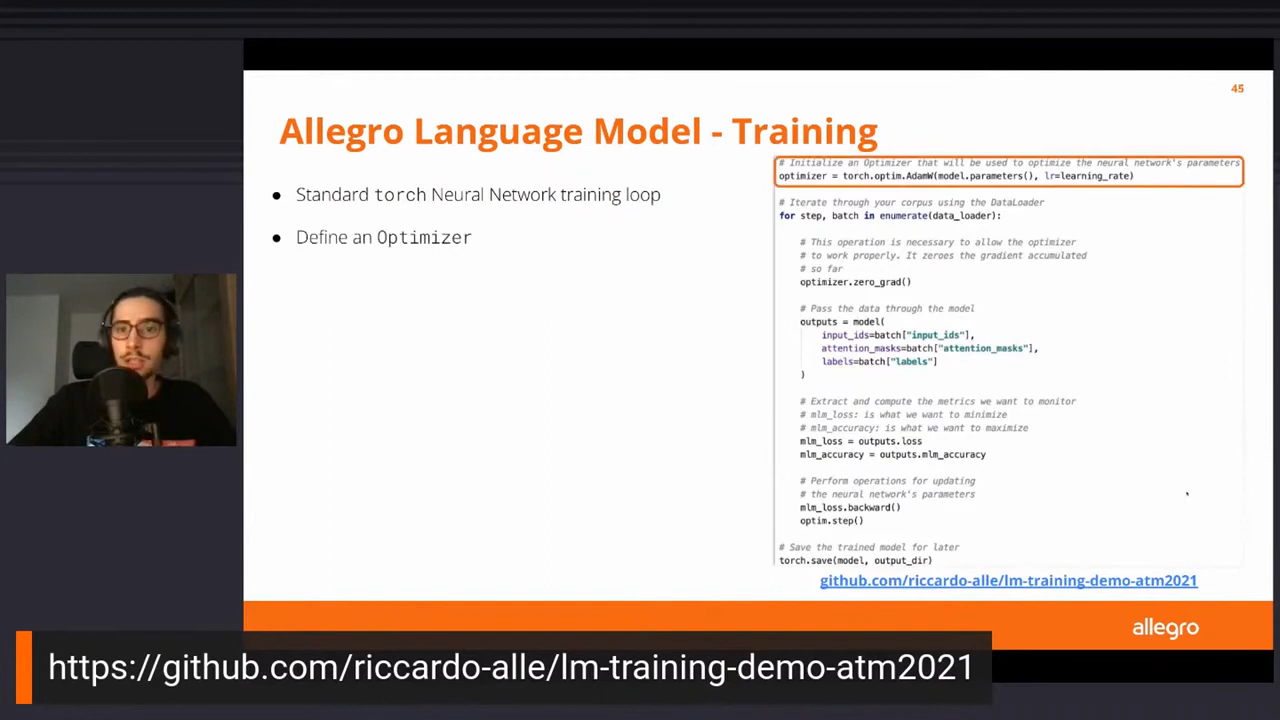 45
Allegro Language Model - Training
● Standard torch Neural Network training loop
● Define an Optimizer
# Initialize an Optimizer that will be used to optimize the neural network's parameters
optimizer = torch.optim.AdamW(model.parameters(), lr=learning_rate)
# Iterate through your corpus using the DataLoader
for step, batch in enumerate(data_loader):
# This operation is necessary to allow the optimizer
# to work properly. It zeroes the gradient accumulated
# so far
optimizer.zero_grad()
# Pass the data through the model
outputs = model(
input_ids=batch["input_ids"],
attention_masks=batch["attention_masks"],
labels=batch["labels"]
)
# Extract and compute the metrics we want to monitor
# mlm_loss: is what we want to minimize
# mlm_accuracy: is what we want to maximize
mlm_loss = outputs.loss
mlm_accuracy = outputs.mlm_accuracy
# Perform operations for updating
# the neural network's parameters
mlm_loss.backward()
optim.step()
# Save the trained model for later
torch.save(model, output_dir)
github.com/riccardo-alle/lm-training-demo-atm2021
allegro
https://github.com/riccardo-alle/lm-training-demo-atm2021